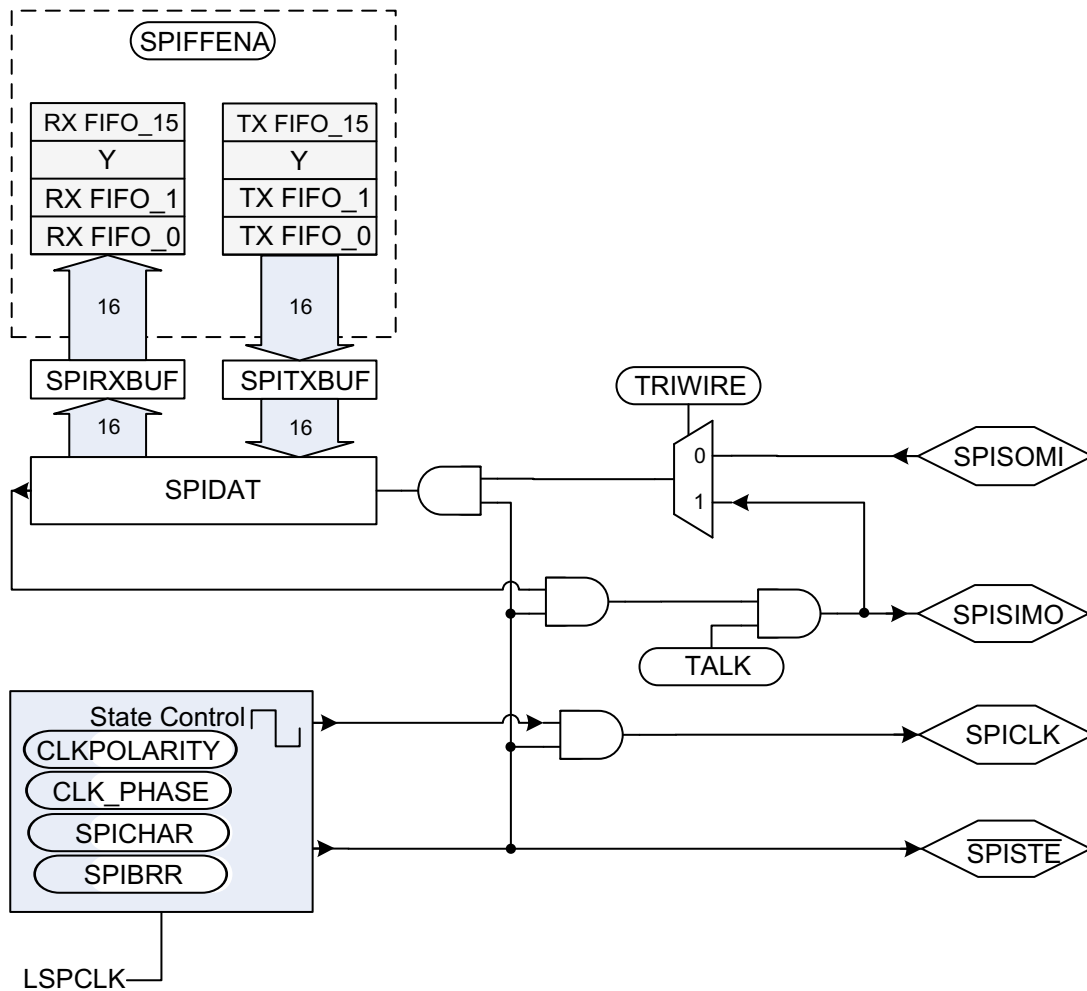 SPIFFENA
RX FIFO_15
Y
RX FIFO_1
RX FIFO_0
TX FIFO_15
Y
TX FIFO_1
TX FIFO_0
16
16
SPIRXBUF
SPITXBUF
16
16
SPIDAT
TRIWIRE
0
1
SPISOMI
SPISIMO
TALK
State Control
CLKPOLARITY
CLK_PHASE
SPICHAR
SPIBRR
SPICLK
SPISTE
LSPCLK